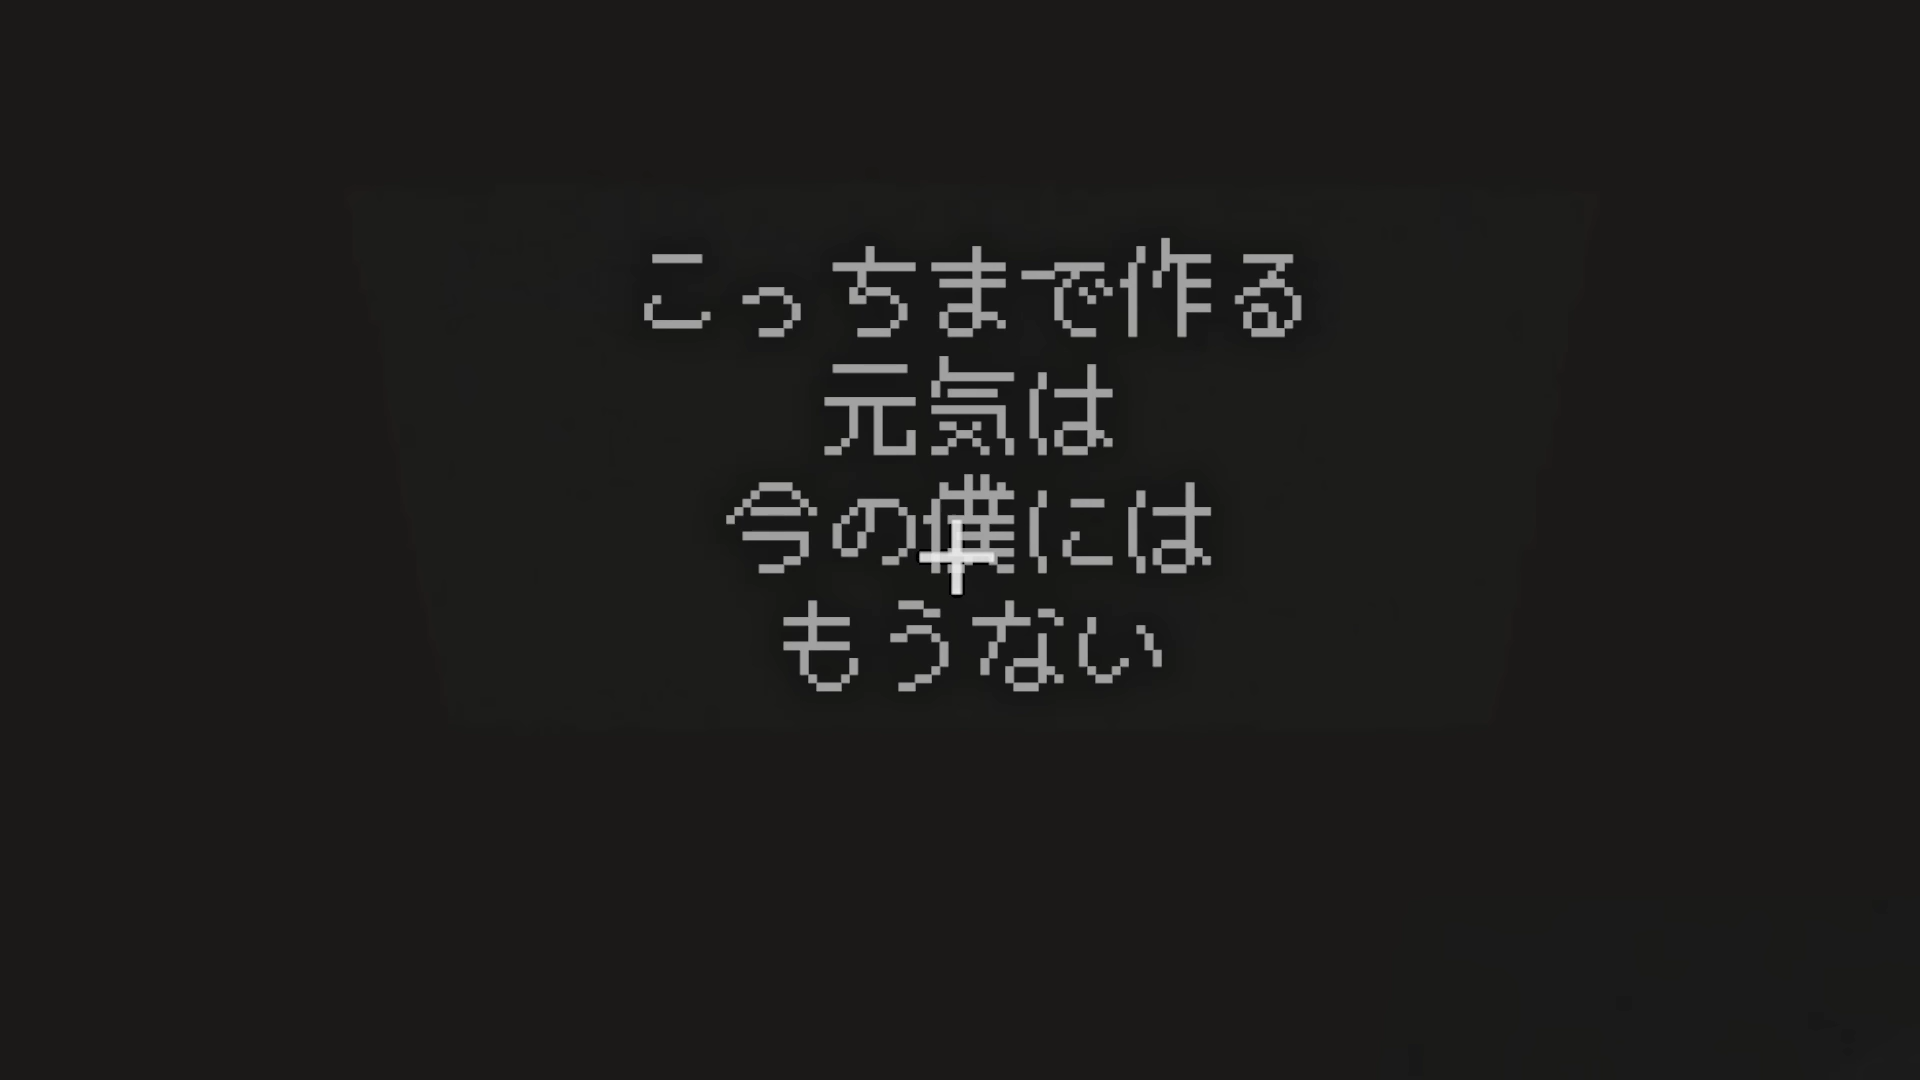 こっちまで作る
元気は
今の僕には
もうない